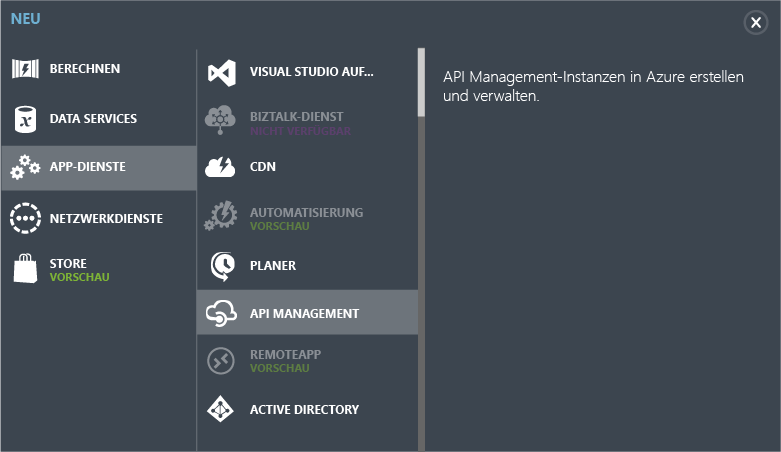 NEU
BERECHNEN
DATA SERVICES
APP-DIENSTE
NETZWERKDIENSTE
STORE
VORSCHAU
VISUAL STUDIO AUF...
BIZTALK-DIENST
NICHT VERFÜGBAR
CDN
AUTOMATISIERUNG
VORSCHAU
PLANER
API MANAGEMENT
REMOTEAPP
VORSCHAU
ACTIVE DIRECTORY
API Management-Instanzen in Azure erstellen
und verwalten.